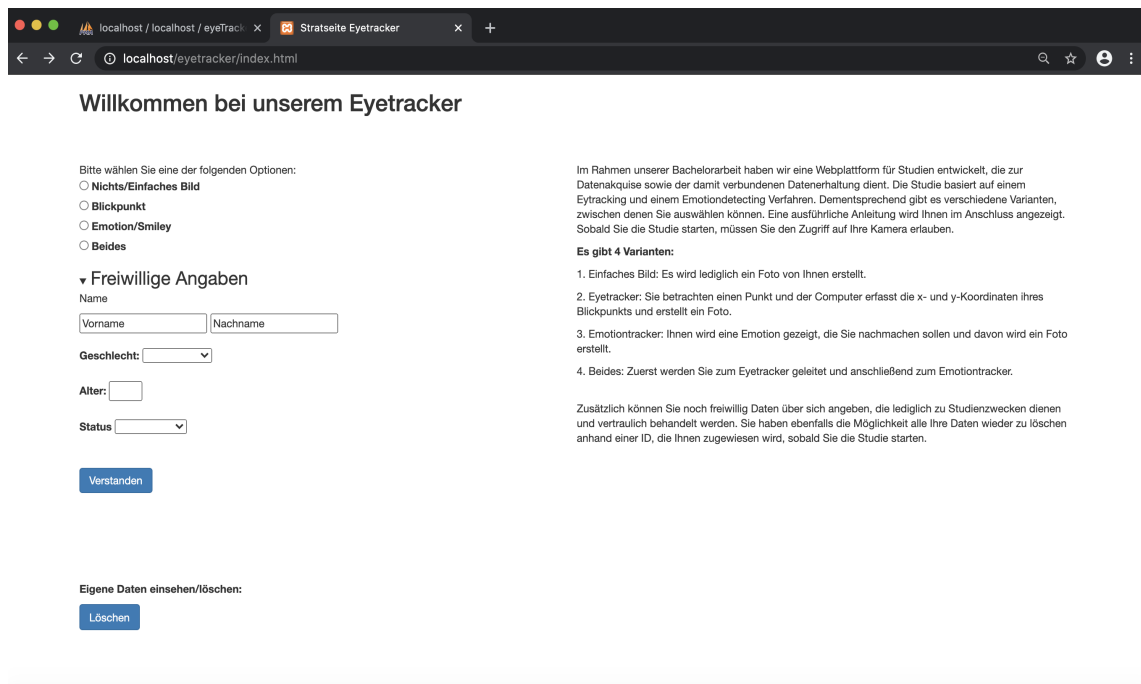 localhost / localhost / eyeTrack
Stratseite Eyetracker
localhost/eyetracker/index.html
Willkommen bei unserem Eyetracker
Bitte wählen Sie eine der folgenden Optionen:
Nichts/Einfaches Bild
Blickpunkt
Emotion/Smiley
Beides
Freiwillige Angaben
Name
Vorname Nachname
Geschlecht:
Alter:
Status
Verstanden
Eigene Daten einsehen/löschen:
Löschen
Im Rahmen unserer Bachelorarbeit haben wir eine Webplattform für Studien entwickelt, die zur
Datenakquise sowie der damit verbundenen Datenerhaltung dient. Die Studie basiert auf einem
Eytracking und einem Emotiondetecting Verfahren. Dementsprechend gibt es verschiedene Varianten,
zwischen denen Sie auswählen können. Eine ausführliche Anleitung wird Ihnen im Anschluss angezeigt.
Sobald Sie die Studie starten, müssen Sie den Zugriff auf Ihre Kamera erlauben.
Es gibt 4 Varianten:
1. Einfaches Bild: Es wird lediglich ein Foto von Ihnen erstellt.
2. Eyetracker: Sie betrachten einen Punkt und der Computer erfasst die x- und y-Koordinaten ihres
Blickpunkts und erstellt ein Foto.
3. Emotiontracker: Ihnen wird eine Emotion gezeigt, die Sie nachmachen sollen und davon wird ein Foto
erstellt.
4. Beides: Zuerst werden Sie zum Eyetracker geleitet und anschließend zum Emotiontracker.
Zusätzlich können Sie noch freiwillig Daten über sich angeben, die lediglich zu Studienzwecken dienen
und vertraulich behandelt werden. Sie haben ebenfalls die Möglichkeit alle Ihre Daten wieder zu löschen
anhand einer ID, die Ihnen zugewiesen wird, sobald Sie die Studie starten.